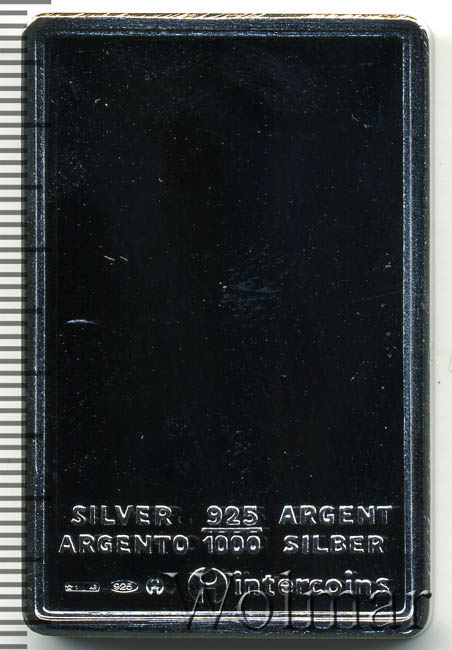 SILVER 925 ARGENT
ARGENTO 1000 SILBER
925 intercoins
Wolmar